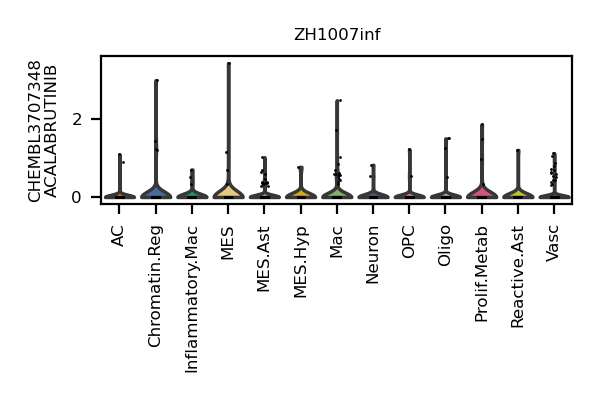 ZH1007inf
CHEMBL3707348
ACALABRUTINIB
2
0
AC
Chromatin.Reg
Inflammatory.Mac
MES
MES.Ast
MES.Hyp
Mac
Neuron
OPC
Oligo
Prolif.Metab
Reactive.Ast
Vasc